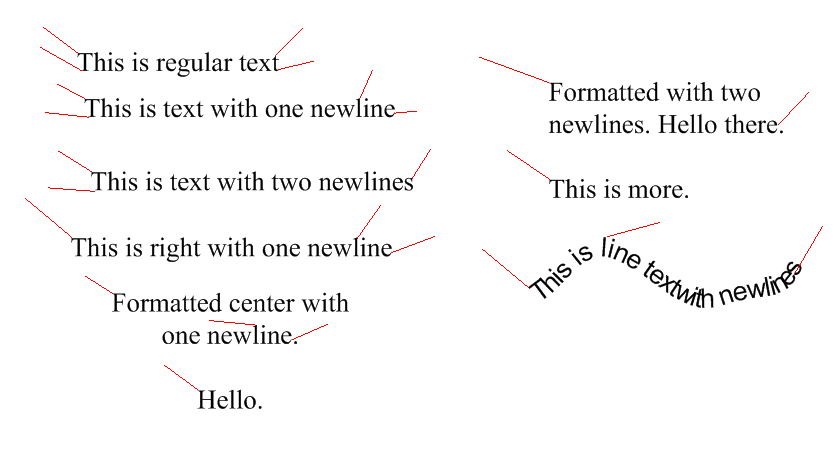 This is regular text
This is text with one newline
This is text with two newlines
This is right with one newline
Formatted center with
one newline.
Hello.
Formatted with two
newlines. Hello there.
This is more.
This is line textwith newlines